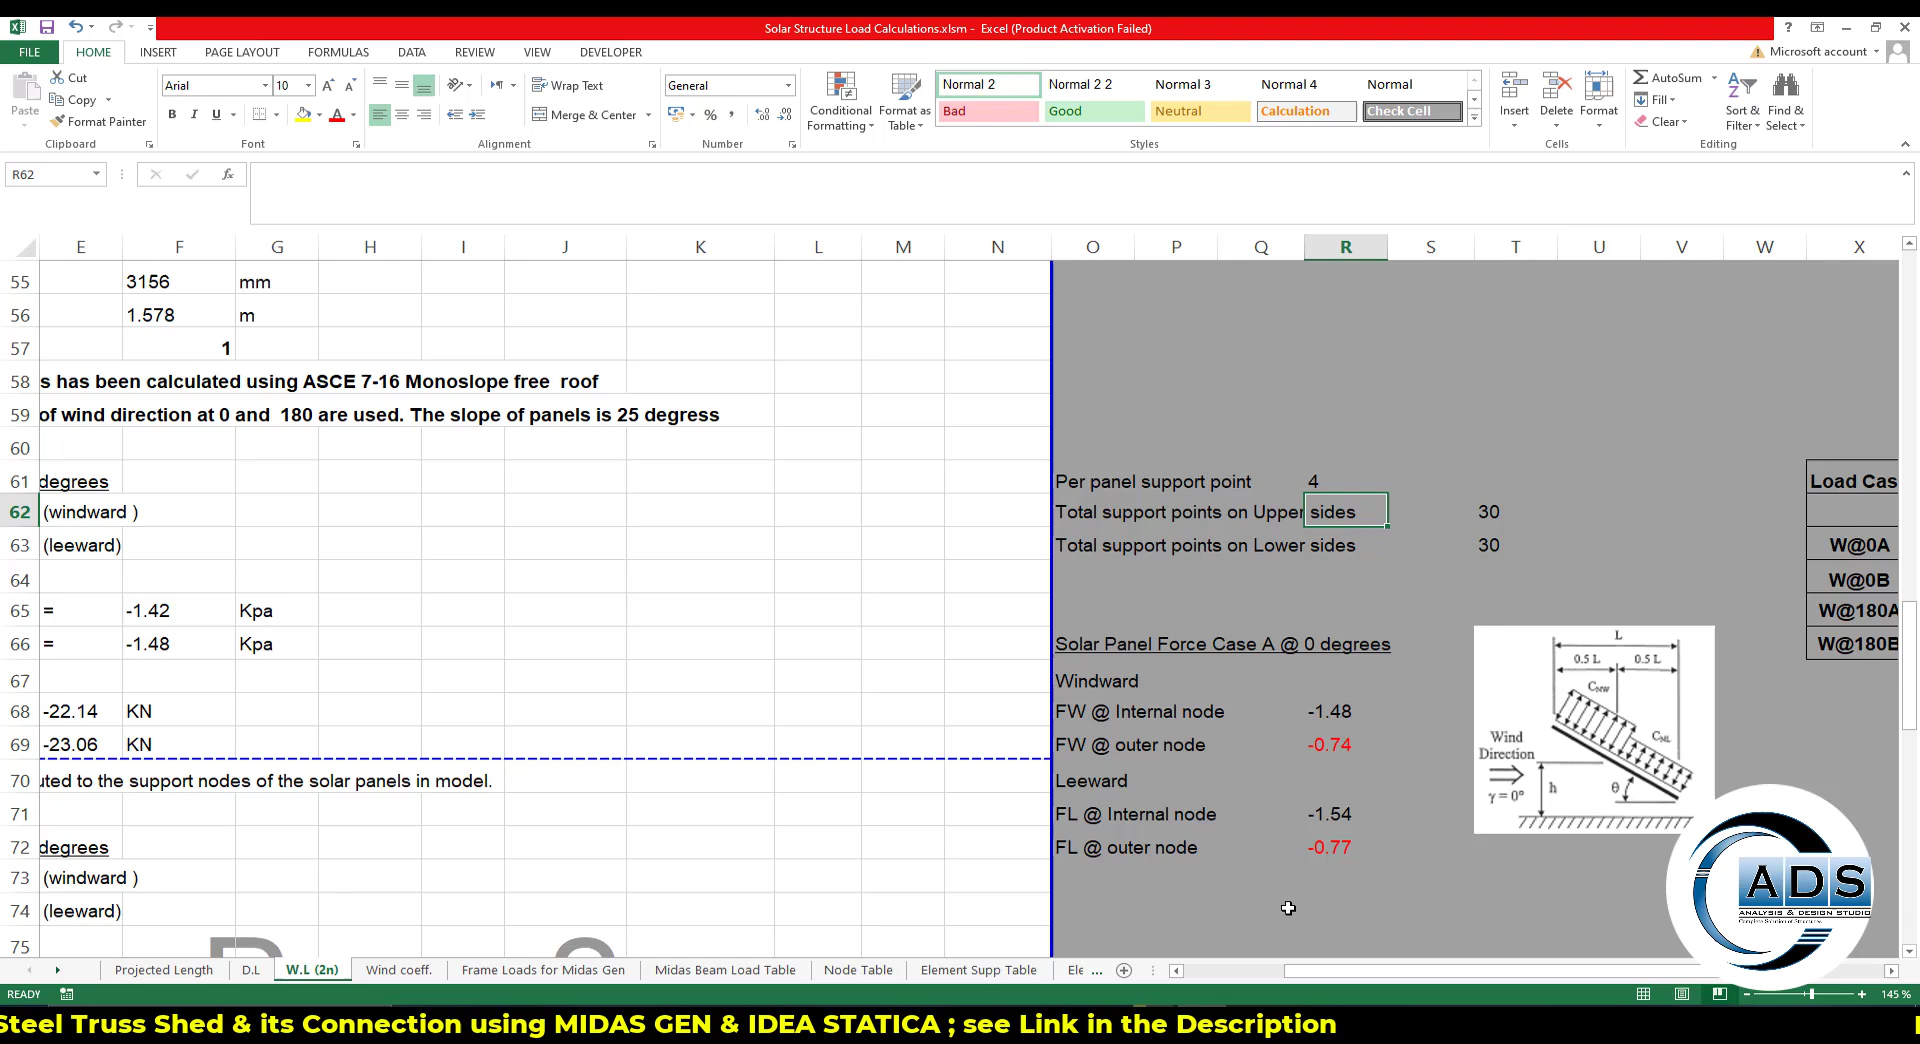 Solar Structure Load Calculations.xlsm - Excel (Product Activation Failed)
FILE HOME INSERT PAGE LAYOUT FORMULAS DATA REVIEW VIEW DEVELOPER Microsoft account
Cut Copy Format Painter Paste Clipboard
Arial 10 B I U A Font
Wrap Text Merge & Center Alignment
General % Number
Conditional Formatting Format as Table
Normal 2 Normal 2 2 Normal 3 Normal 4 Normal
Bad Good Neutral Calculation Check Cell
Styles
Insert Delete Format Cells
AutoSum Fill Clear Sort & Filter Find & Select Editing
R62 fx
E F G H I J K L M N O P Q R S T U V W X
55 3156 mm
56 1.578 m
57 1
58 s has been calculated using ASCE 7-16 Monoslope free roof
59 of wind direction at 0 and 180 are used. The slope of panels is 25 degress
60
61 degrees Per panel support point 4 Load Cas
62 (windward ) Total support points on Upper sides 30
63 (leeward) Total support points on Lower sides 30 W@0A
64 W@0B
65 = -1.42 Kpa W@180A
66 = -1.48 Kpa Solar Panel Force Case A @ 0 degrees W@180B
67 Windward
68 -22.14 KN FW @ Internal node -1.48
69 -23.06 KN FW @ outer node -0.74
70 uted to the support nodes of the solar panels in model. Leeward
71 FL @ Internal node -1.54
72 degrees FL @ outer node -0.77
73 (windward )
74 (leeward)
75
L
0.5 L 0.5 L
CNW
CNL
Wind
Direction
γ = 0°
h
θ
ADS
ANALYSIS & DESIGN STUDIO
Complete Solution of Structures
Projected Length D.L W.L (2n) Wind coeff. Frame Loads for Midas Gen Midas Beam Load Table Node Table Element Supp Table Ele ...
READY 145 %
Steel Truss Shed & its Connection using MIDAS GEN & IDEA STATICA ; see Link in the Description